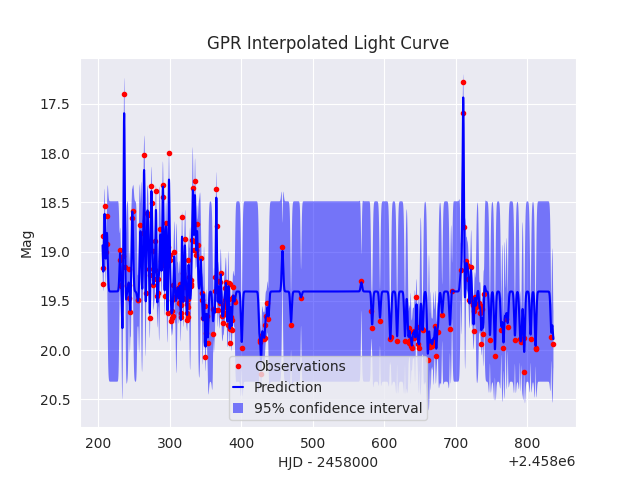 GPR Interpolated Light Curve
Mag
17.5
18.0
18.5
19.0
19.5
20.0
20.5
Observations
Prediction
95% confidence interval
200 300 400 500 600 700 800
HJD - 2458000
+2.458e6